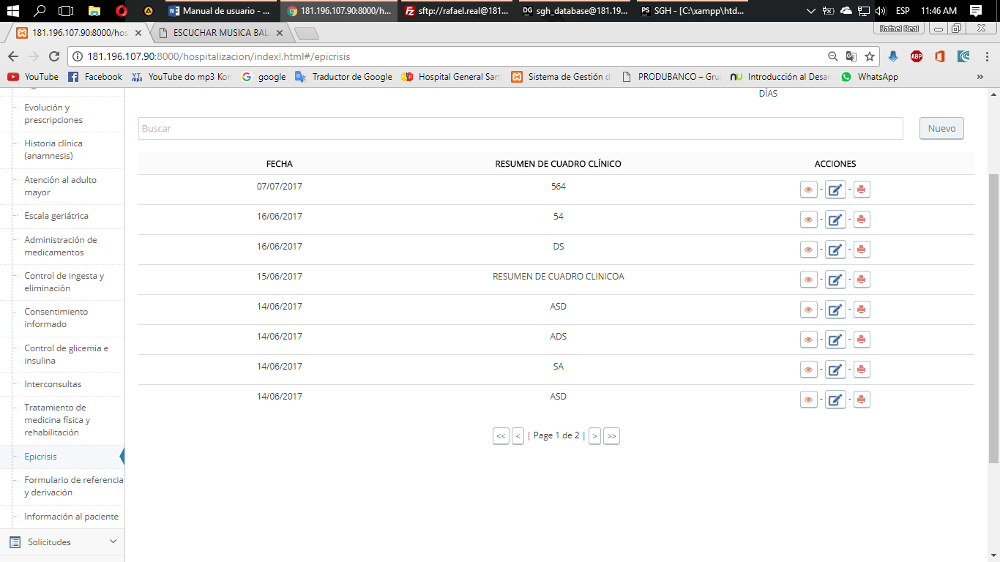 Manual de usuario - ...
181.196.107.90:8000/h...
sftp://rafael.real@181...
sgh_database@181.19...
SGH - [C:\xampp\htd...
ESP
11:46 AM
181.196.107.90:8000/hos
ESCUCHAR MUSICA BAL
Rafael Real
181.196.107.90:8000/hospitalizacion/index!.html#/epicrisis
YouTube
Facebook
YouTube do mp3 Kon
google
Traductor de Google
Hospital General Sant
Sistema de Gestión d
PRODUBANCO – Gru
Introducción al Desar
WhatsApp
»
DÍAS
Evolución y
prescripciones
Historia clínica
(anamnesis)
Atención al adulto
mayor
Escala geriátrica
Administración de
medicamentos
Control de ingesta y
eliminación
Consentimiento
informado
Control de glicemia e
insulina
Interconsultas
Tratamiento de
medicina física y
rehabilitación
Epicrisis
Formulario de referencia
y derivación
Información al paciente
Solicitudes
Buscar
Nuevo
FECHA RESUMEN DE CUADRO CLÍNICO ACCIONES
07/07/2017 564 - -
16/06/2017 54 - -
16/06/2017 DS - -
15/06/2017 RESUMEN DE CUADRO CLINICOA - -
14/06/2017 ASD - -
14/06/2017 ADS - -
14/06/2017 SA - -
14/06/2017 ASD - -
<< < | Page 1 de 2 | > >>